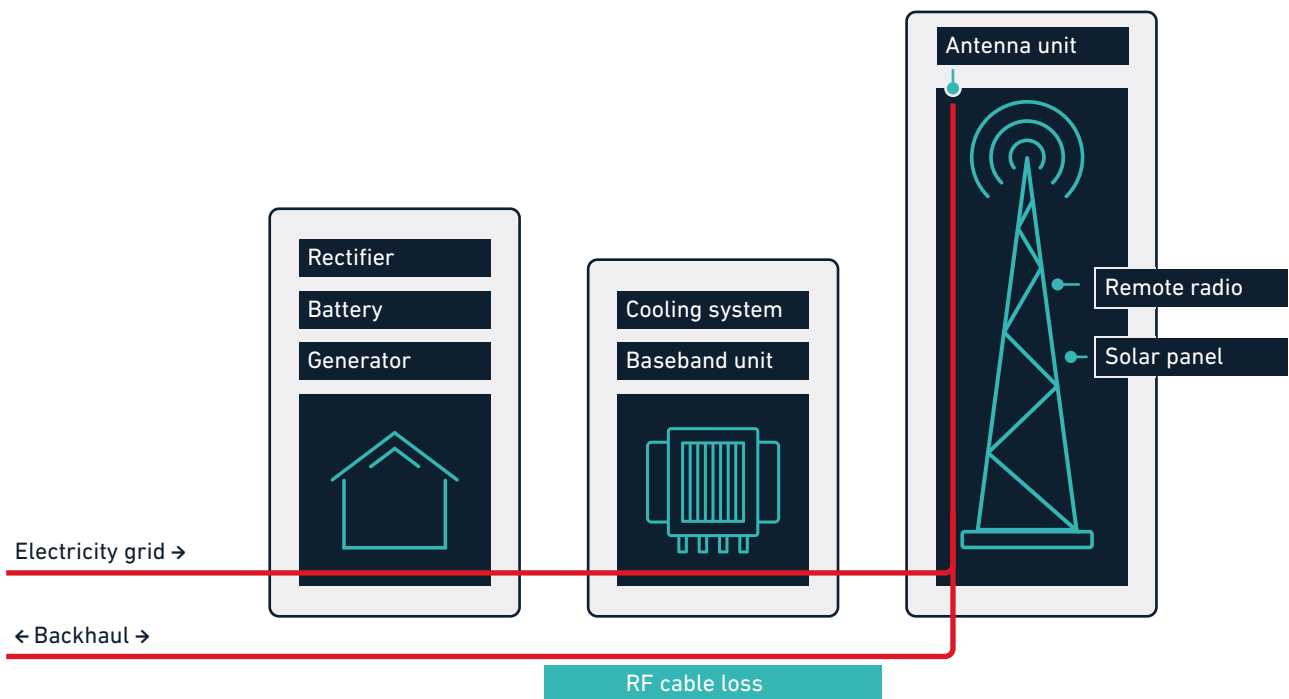 Antenna unit
Rectifier
Battery
Generator
Cooling system
Baseband unit
Remote radio
Solar panel
Electricity grid →
← Backhaul →
RF cable loss